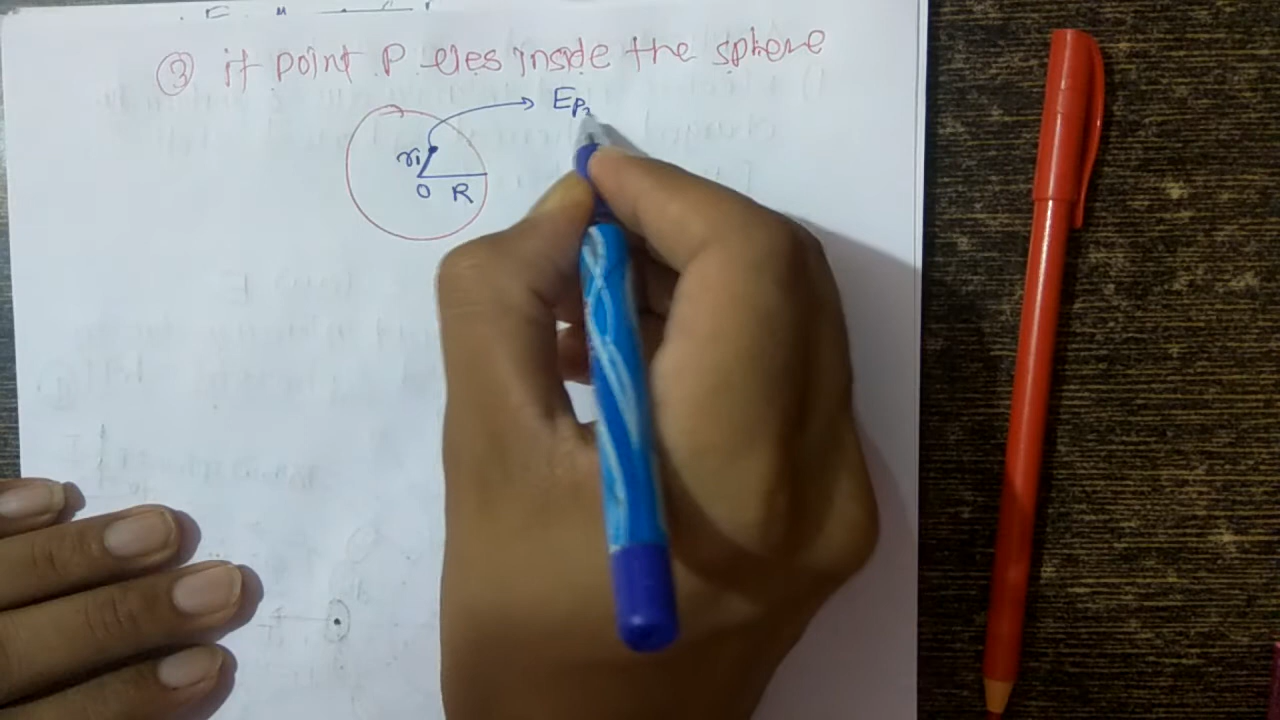 ③ if point P lies inside the sphere
Ep
r₁
O R